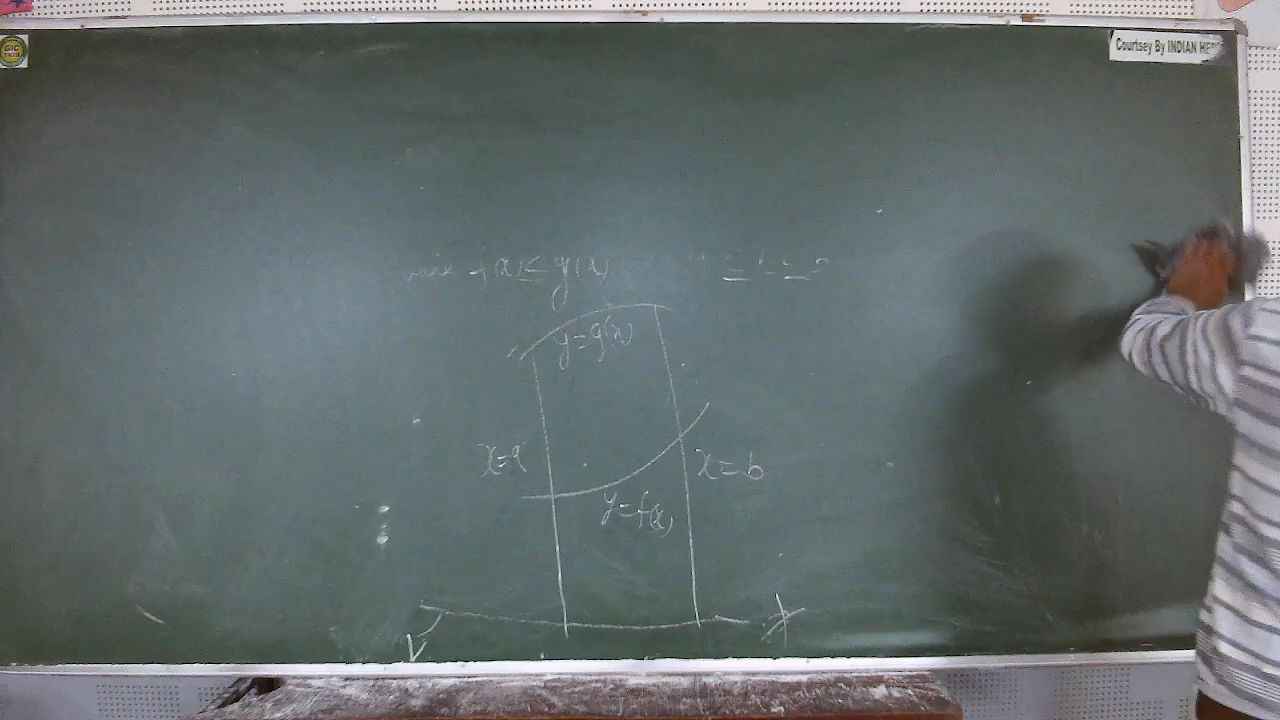 Courtsey By INDIAN
f(x) ≤ g(x)
y=g(x)
x=a
x=b
y=f(x)